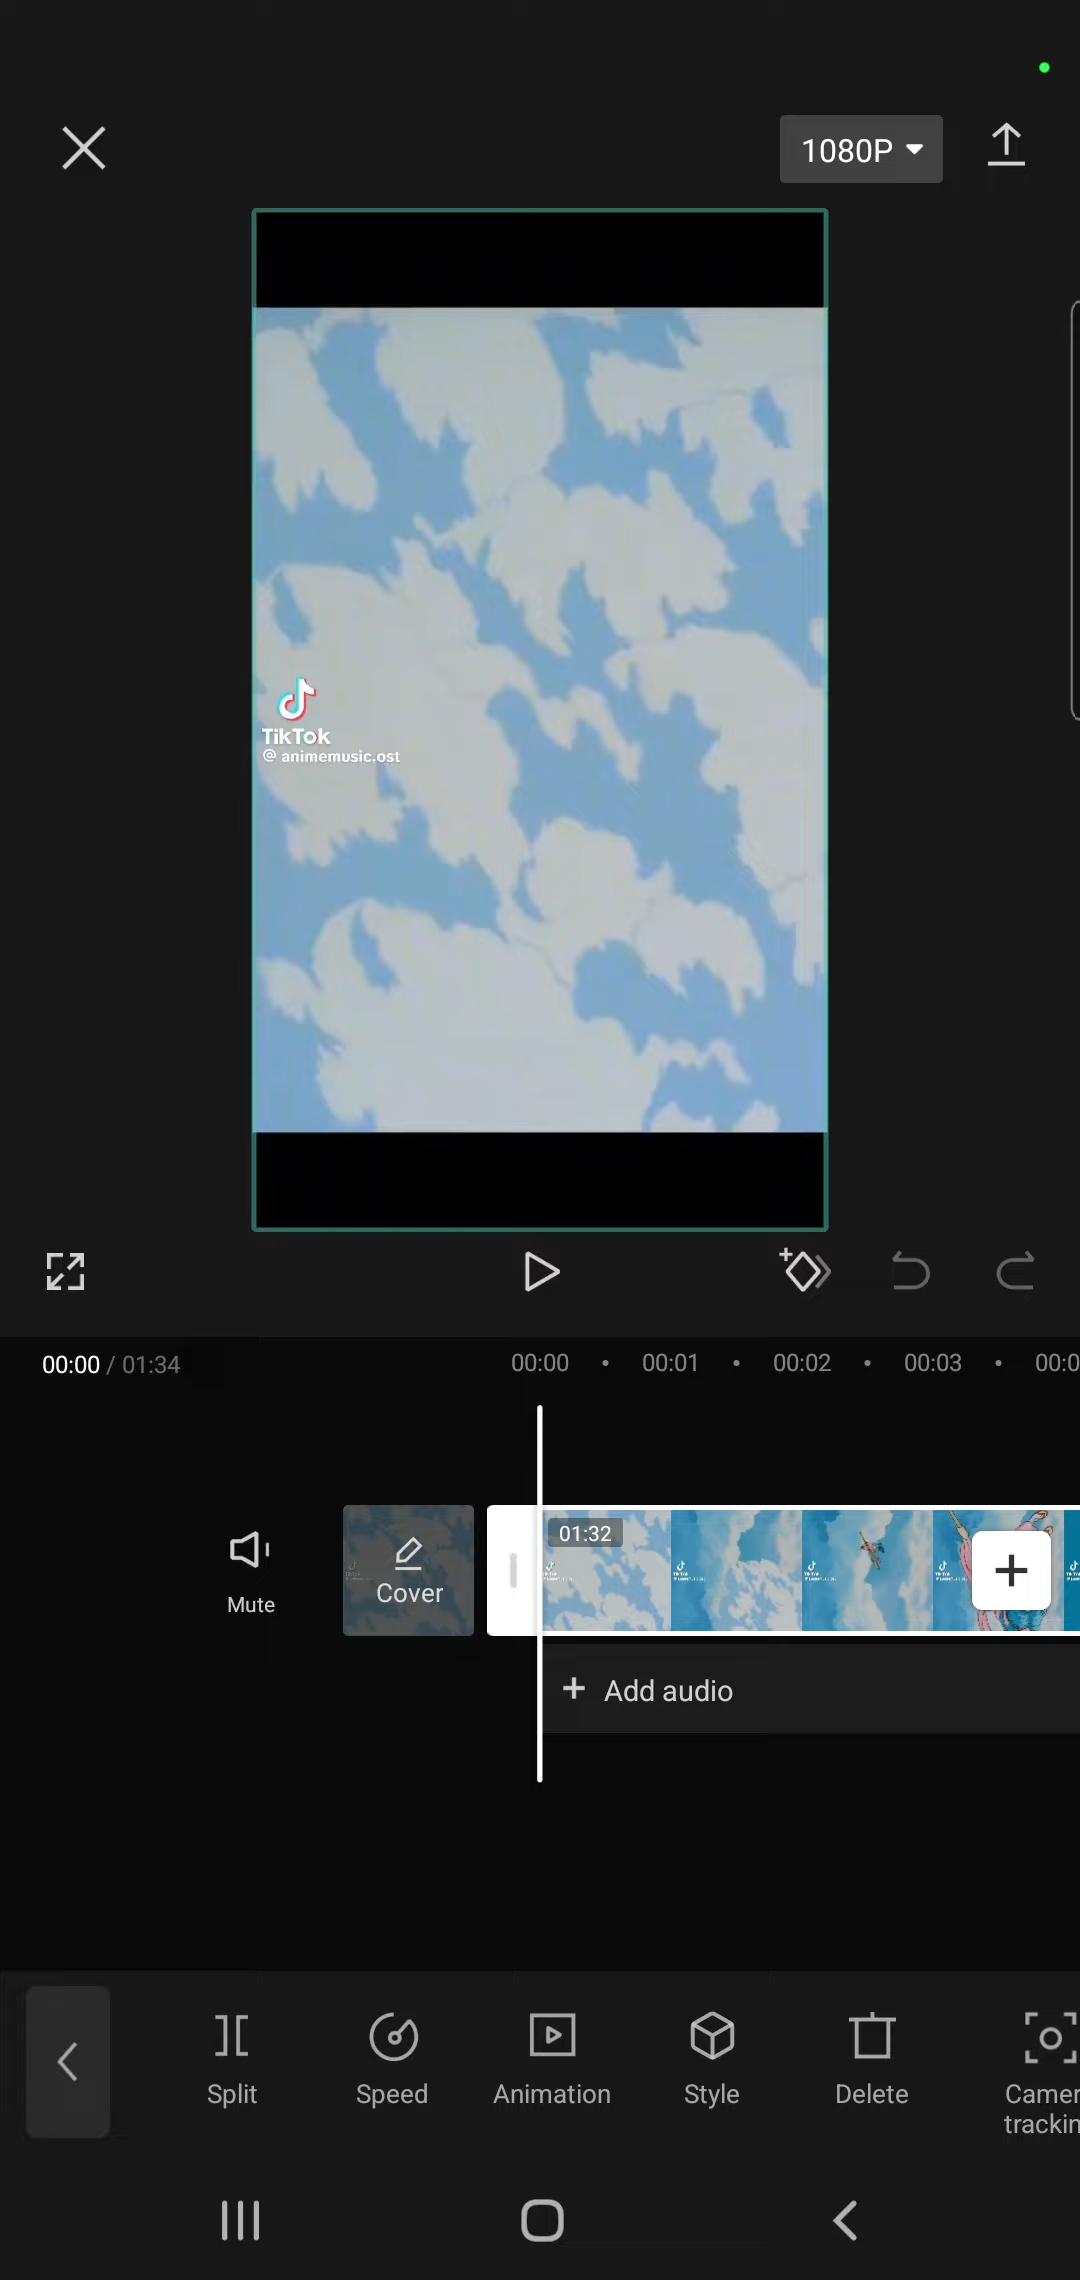 1080P
TikTok
@ animemusic.ost
00:00 / 01:34
00:00
00:01
00:02
00:03
00:0
Mute
Cover
01:32
+ Add audio
Split
Speed
Animation
Style
Delete
Camer
trackin